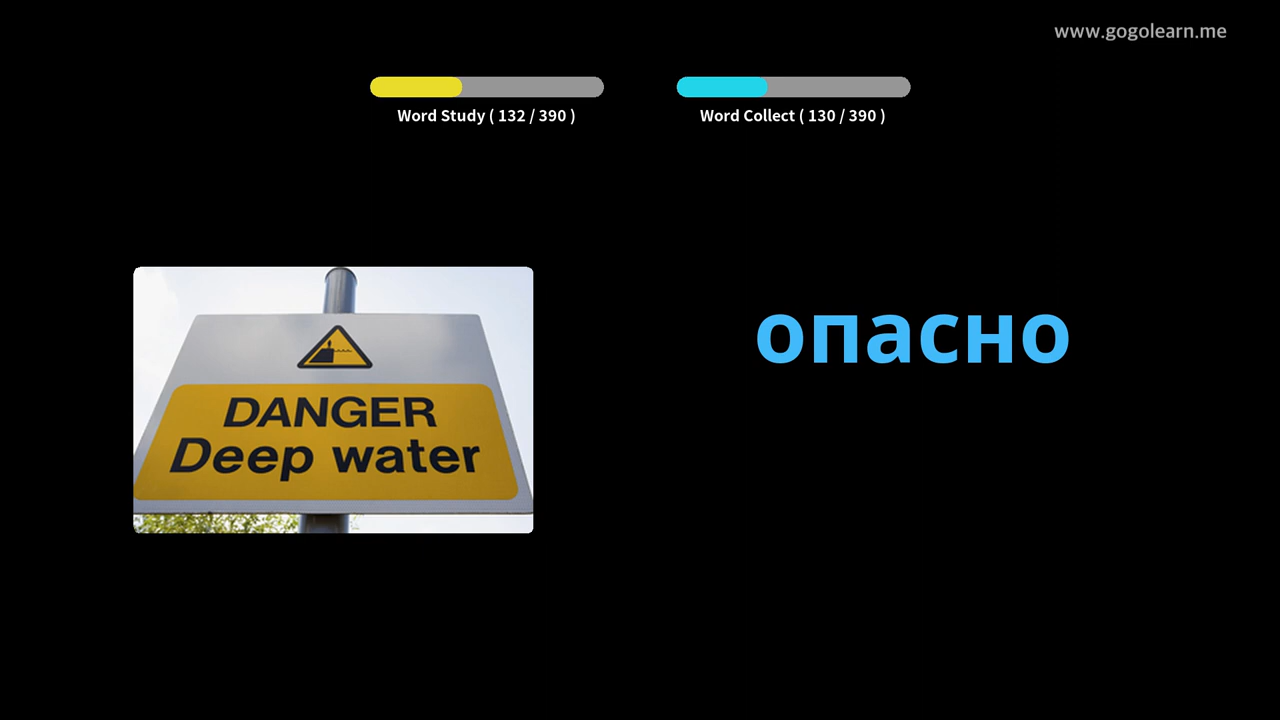 www.gogolearn.me
Word Study ( 132 / 390 )
Word Collect ( 130 / 390 )
опасно
DANGER
Deep water